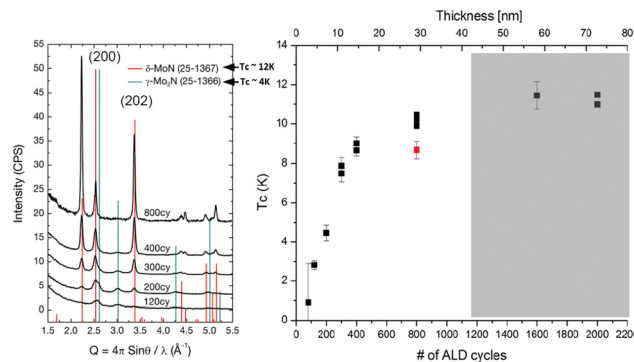 Thickness [nm]
0 10 20 30 40 50 60 70 80
55
50
45
40
35
30
25
20
15
10
5
0
Intensity (CPS)
(200)
δ-MoN (25-1367) Tc ~ 12K
γ-Mo₂N (25-1366) Tc ~ 4K
(202)
800cy
400cy
300cy
200cy
120cy
1.5 2.0 2.5 3.0 3.5 4.0 4.5 5.0 5.5
Q = 4π Sinθ / λ (Å⁻¹)
14
12
10
8
6
4
2
0
Tc (K)
0 200 400 600 800 1000 1200 1400 1600 1800 2000 2200
# of ALD cycles